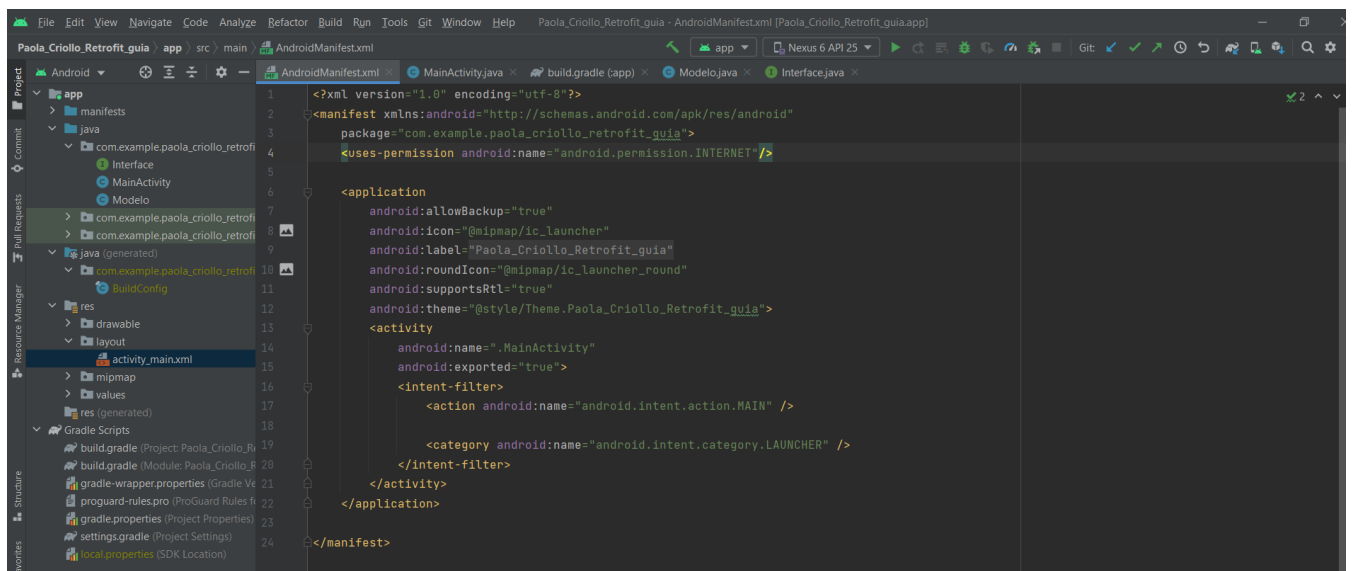 File Edit View Navigate Code Analyze Refactor Build Run Tools Git Window Help Paola_Criollo_Retrofit_guia - AndroidManifest.xml [Paola_Criollo_Retrofit_guia.app]
Paola_Criollo_Retrofit_guia app src main AndroidManifest.xml app Nexus 6 API 25 Git:
Android AndroidManifest.xml MainActivity.java build.gradle (:app) Modelo.java Interface.java
Project
Commit
Pull Requests
Resource Manager
Structure
Favorites
app
manifests
java
com.example.paola_criollo_retrofi
Interface
MainActivity
Modelo
com.example.paola_criollo_retrofi
com.example.paola_criollo_retrofi
java (generated)
com.example.paola_criollo_retrofi
BuildConfig
res
drawable
layout
activity_main.xml
mipmap
values
res (generated)
Gradle Scripts
build.gradle (Project: Paola_Criollo_R
build.gradle (Module: Paola_Criollo_R
gradle-wrapper.properties (Gradle Ve
proguard-rules.pro (ProGuard Rules f
gradle.properties (Project Properties)
settings.gradle (Project Settings)
local.properties (SDK Location)
2
1 <?xml version="1.0" encoding="utf-8"?>
2 <manifest xmlns:android="http://schemas.android.com/apk/res/android"
3 package="com.example.paola_criollo_retrofit_guia">
4 <uses-permission android:name="android.permission.INTERNET"/>
5
6 <application
7 android:allowBackup="true"
8 android:icon="@mipmap/ic_launcher"
9 android:label="Paola_Criollo_Retrofit_guia"
10 android:roundIcon="@mipmap/ic_launcher_round"
11 android:supportsRtl="true"
12 android:theme="@style/Theme.Paola_Criollo_Retrofit_guia">
13 <activity
14 android:name=".MainActivity"
15 android:exported="true">
16 <intent-filter>
17 <action android:name="android.intent.action.MAIN" />
18
19 <category android:name="android.intent.category.LAUNCHER" />
20 </intent-filter>
21 </activity>
22 </application>
23
24 </manifest>